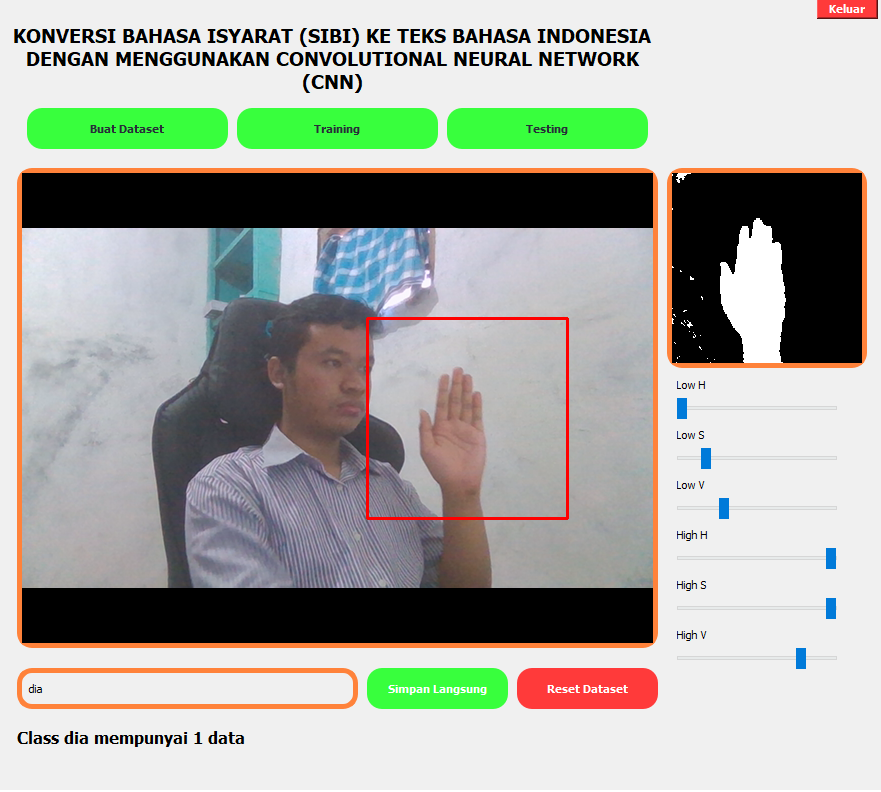 Keluar
KONVERSI BAHASA ISYARAT (SIBI) KE TEKS BAHASA INDONESIA
DENGAN MENGGUNAKAN CONVOLUTIONAL NEURAL NETWORK
(CNN)
Buat Dataset
Training
Testing
Low H
Low S
Low V
High H
High S
High V
dia
Simpan Langsung
Reset Dataset
Class dia mempunyai 1 data